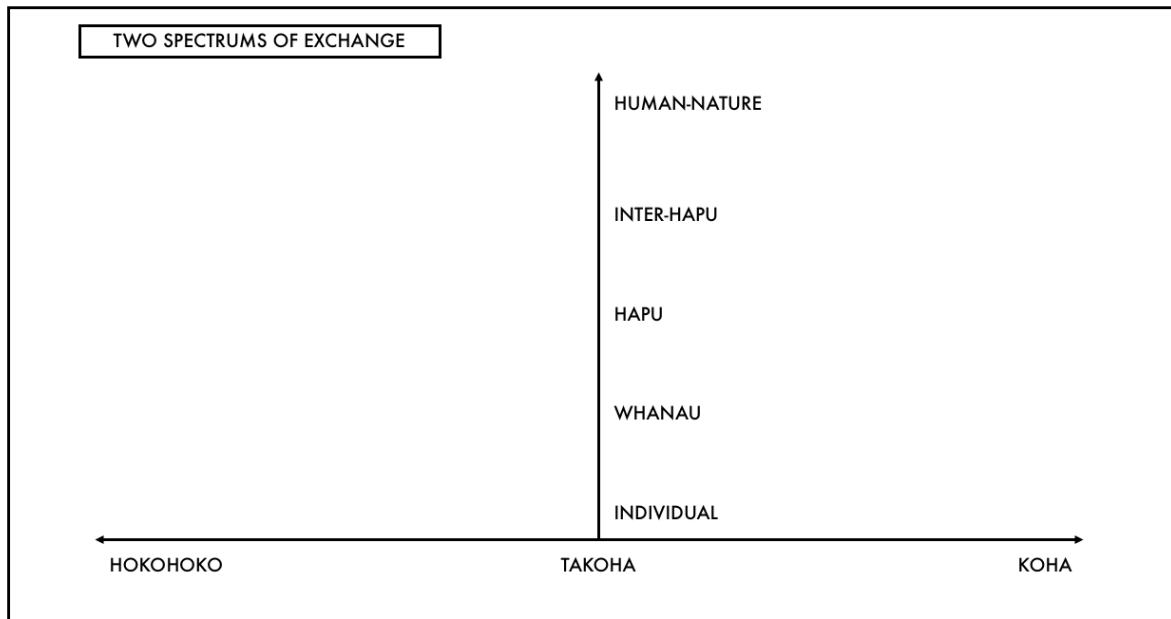 TWO SPECTRUMS OF EXCHANGE
HUMAN-NATURE
INTER-HAPU
HAPU
WHANAU
INDIVIDUAL
HOKOHOKO TAKOHA KOHA